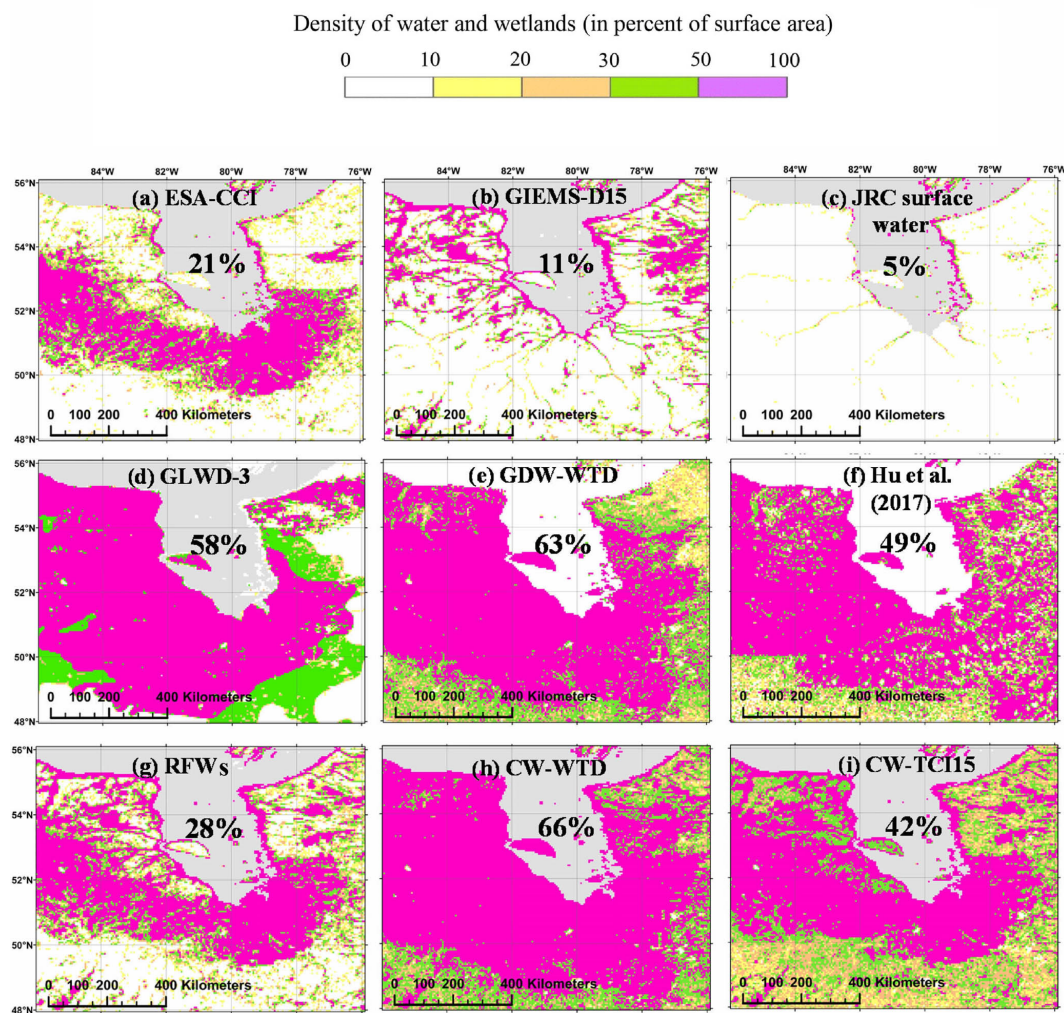 Density of water and wetlands (in percent of surface area)
0 10 20 30 50 100
84°W 82°W 80°W 78°W 76°W 84°W 82°W 80°W 78°W 76°W 84°W 82°W 80°W 78°W 76°W
56°N
(a) ESA-CCI
(b) GIEMS-D15
(c) JRC surface
water
54°N
21%
11%
5%
52°N
50°N
0 100 200 400 Kilometers
0 100 200 400 Kilometers
0 100 200 400 Kilometers
48°N
56°N
(d) GLWD-3
(e) GDW-WTD
(f) Hu et al.
(2017)
54°N
58%
63%
49%
52°N
50°N
0 100 200 400 Kilometers
0 100 200 400 Kilometers
0 100 200 400 Kilometers
48°N
56°N
(g) RFWs
(h) CW-WTD
(i) CW-TCI15
54°N
28%
66%
42%
52°N
50°N
0 100 200 400 Kilometers
0 100 200 400 Kilometers
0 100 200 400 Kilometers
48°N